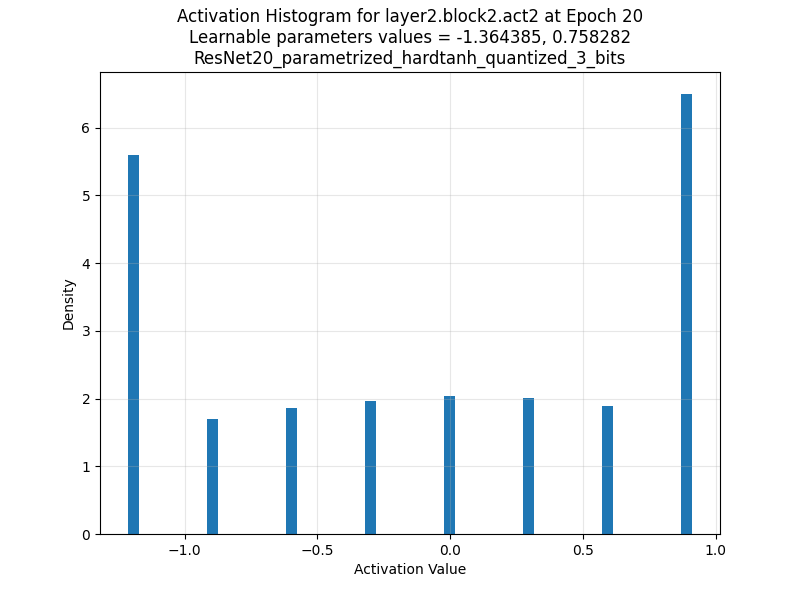 Activation Histogram for layer2.block2.act2 at Epoch 20
Learnable parameters values = -1.364385, 0.758282
ResNet20_parametrized_hardtanh_quantized_3_bits
6
5
4
3
2
1
0
Density
−1.0
−0.5
0.0
0.5
1.0
Activation Value